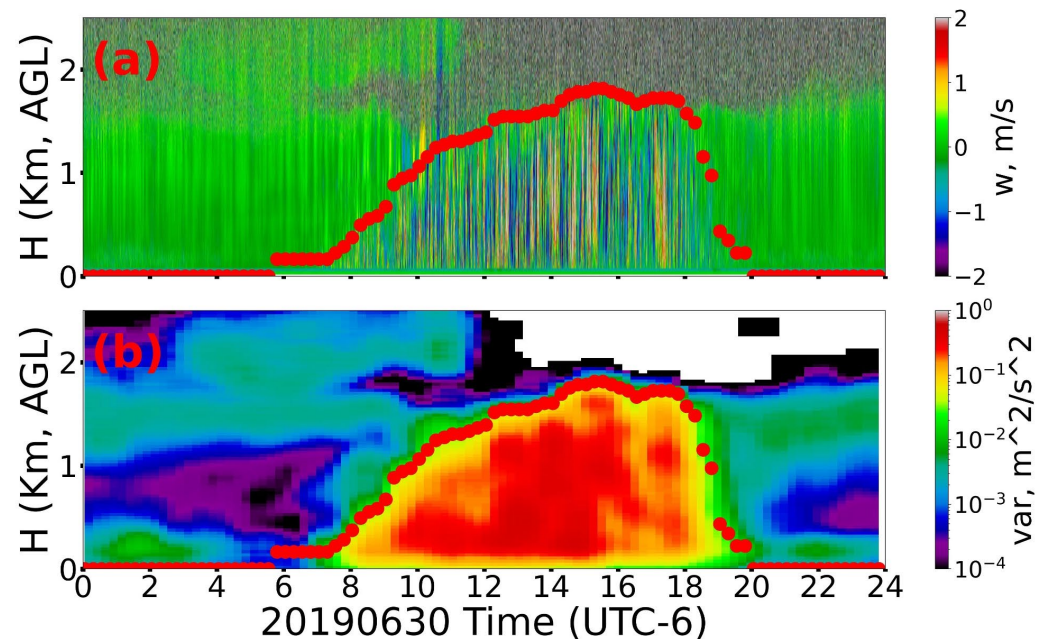 (a)
H (Km, AGL)
2
1
0
2
1
0
−1
−2
w, m/s
(b)
H (Km, AGL)
2
1
0
0 2 4 6 8 10 12 14 16 18 20 22 24
20190630 Time (UTC-6)
10^0
10^−1
10^−2
10^−3
10^−4
var, m^2/s^2